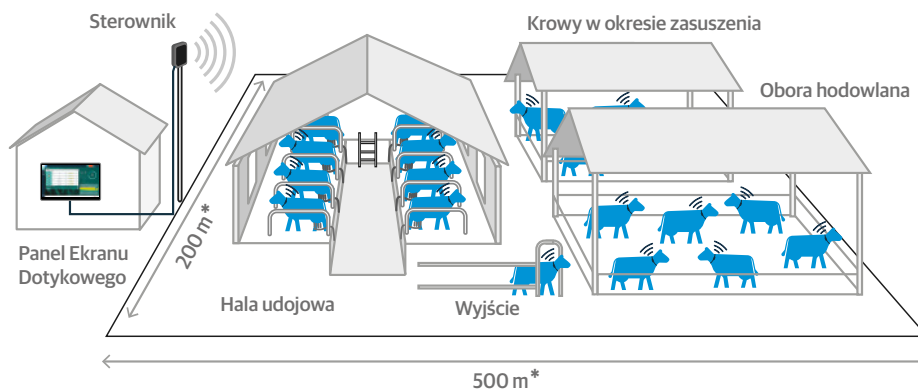 Sterownik
Krowy w okresie zasuszenia
Obora hodowlana
Panel Ekranu
Dotykowego
200 m*
Hala udojowa
Wyjście
500 m*